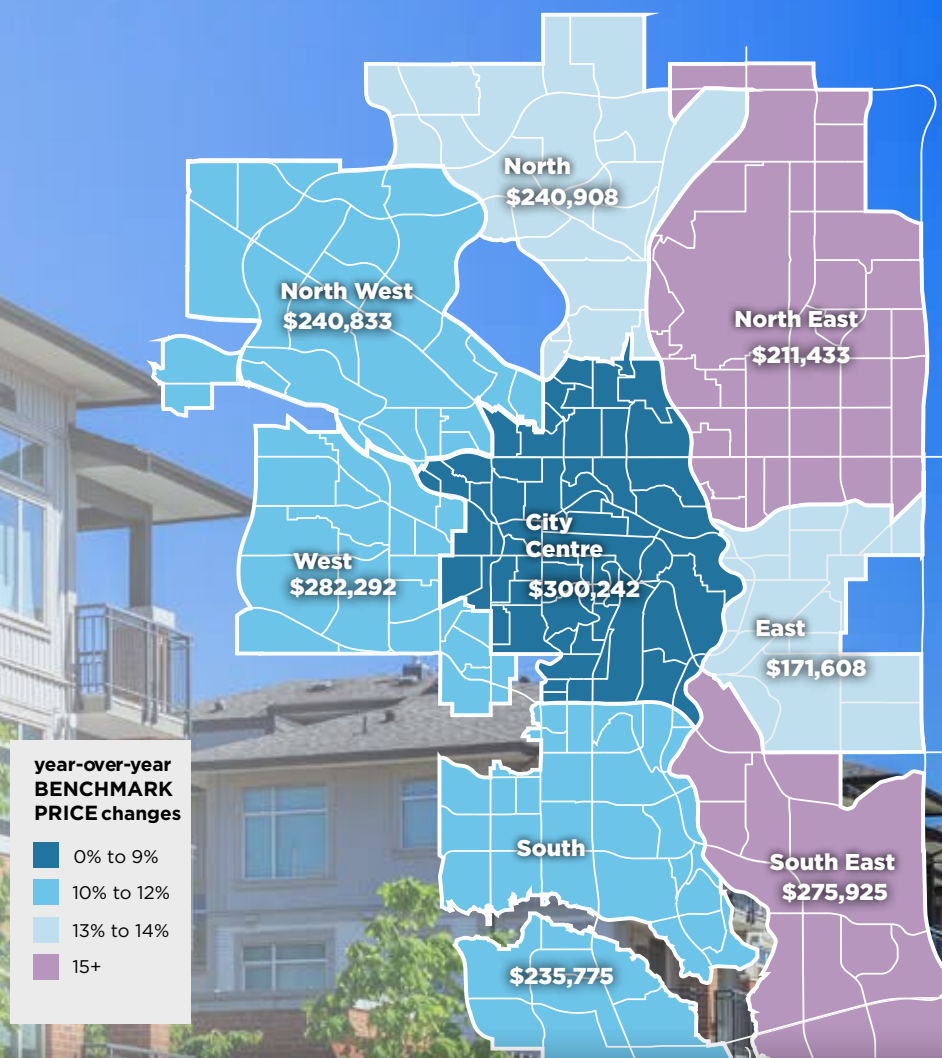 North
$240,908
North West
$240,833
North East
$211,433
City
Centre
$300,242
West
$282,292
East
$171,608
year-over-year
BENCHMARK
PRICE changes
0% to 9%
10% to 12%
13% to 14%
15+
South
South East
$275,925
$235,775